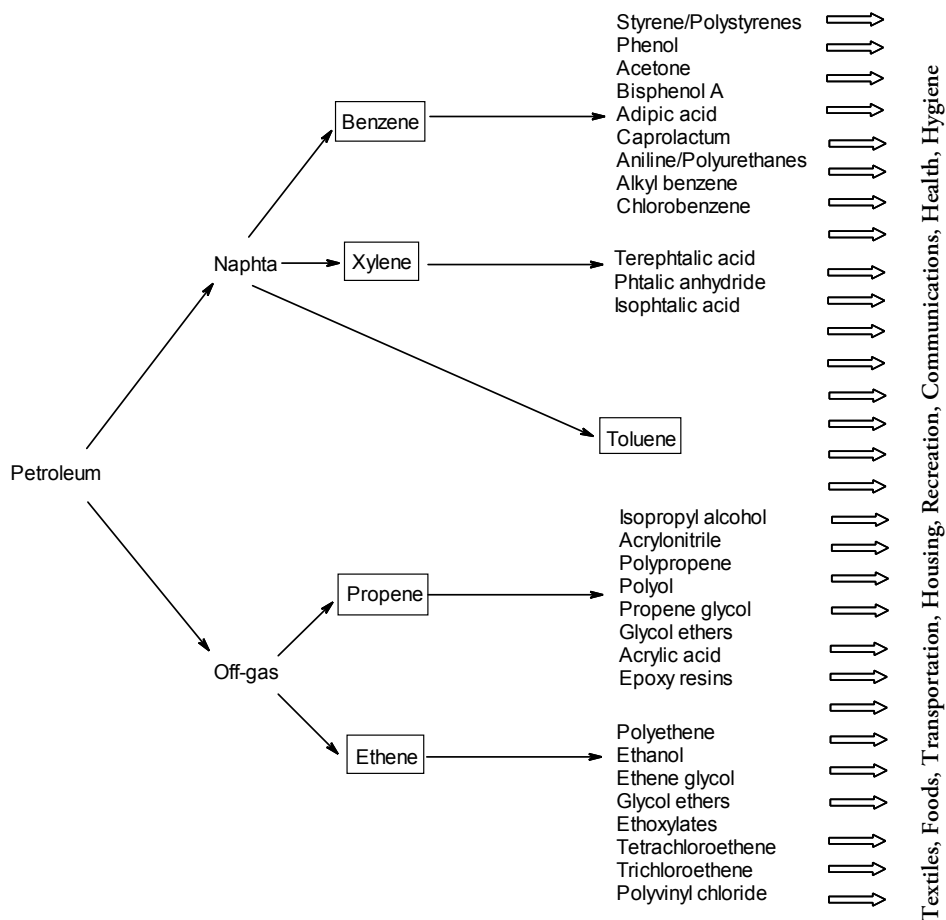 Styrene/Polystyrenes
Phenol
Acetone
Bisphenol A
Adipic acid
Caprolactum
Aniline/Polyurethanes
Alkyl benzene
Chlorobenzene
Benzene
Naphta
Xylene
Terephtalic acid
Phtalic anhydride
Isophtalic acid
Toluene
Petroleum
Isopropyl alcohol
Acrylonitrile
Polypropene
Polyol
Propene glycol
Glycol ethers
Acrylic acid
Epoxy resins
Propene
Off-gas
Ethene
Polyethene
Ethanol
Ethene glycol
Glycol ethers
Ethoxylates
Tetrachloroethene
Trichloroethene
Polyvinyl chloride
Textiles, Foods, Transportation, Housing, Recreation, Communications, Health, Hygiene